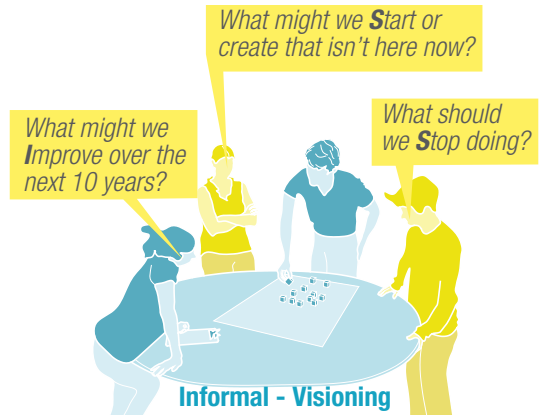 What might we Start or
create that isn't here now?
What might we
Improve over the
next 10 years?
What should
we Stop doing?
Informal - Visioning